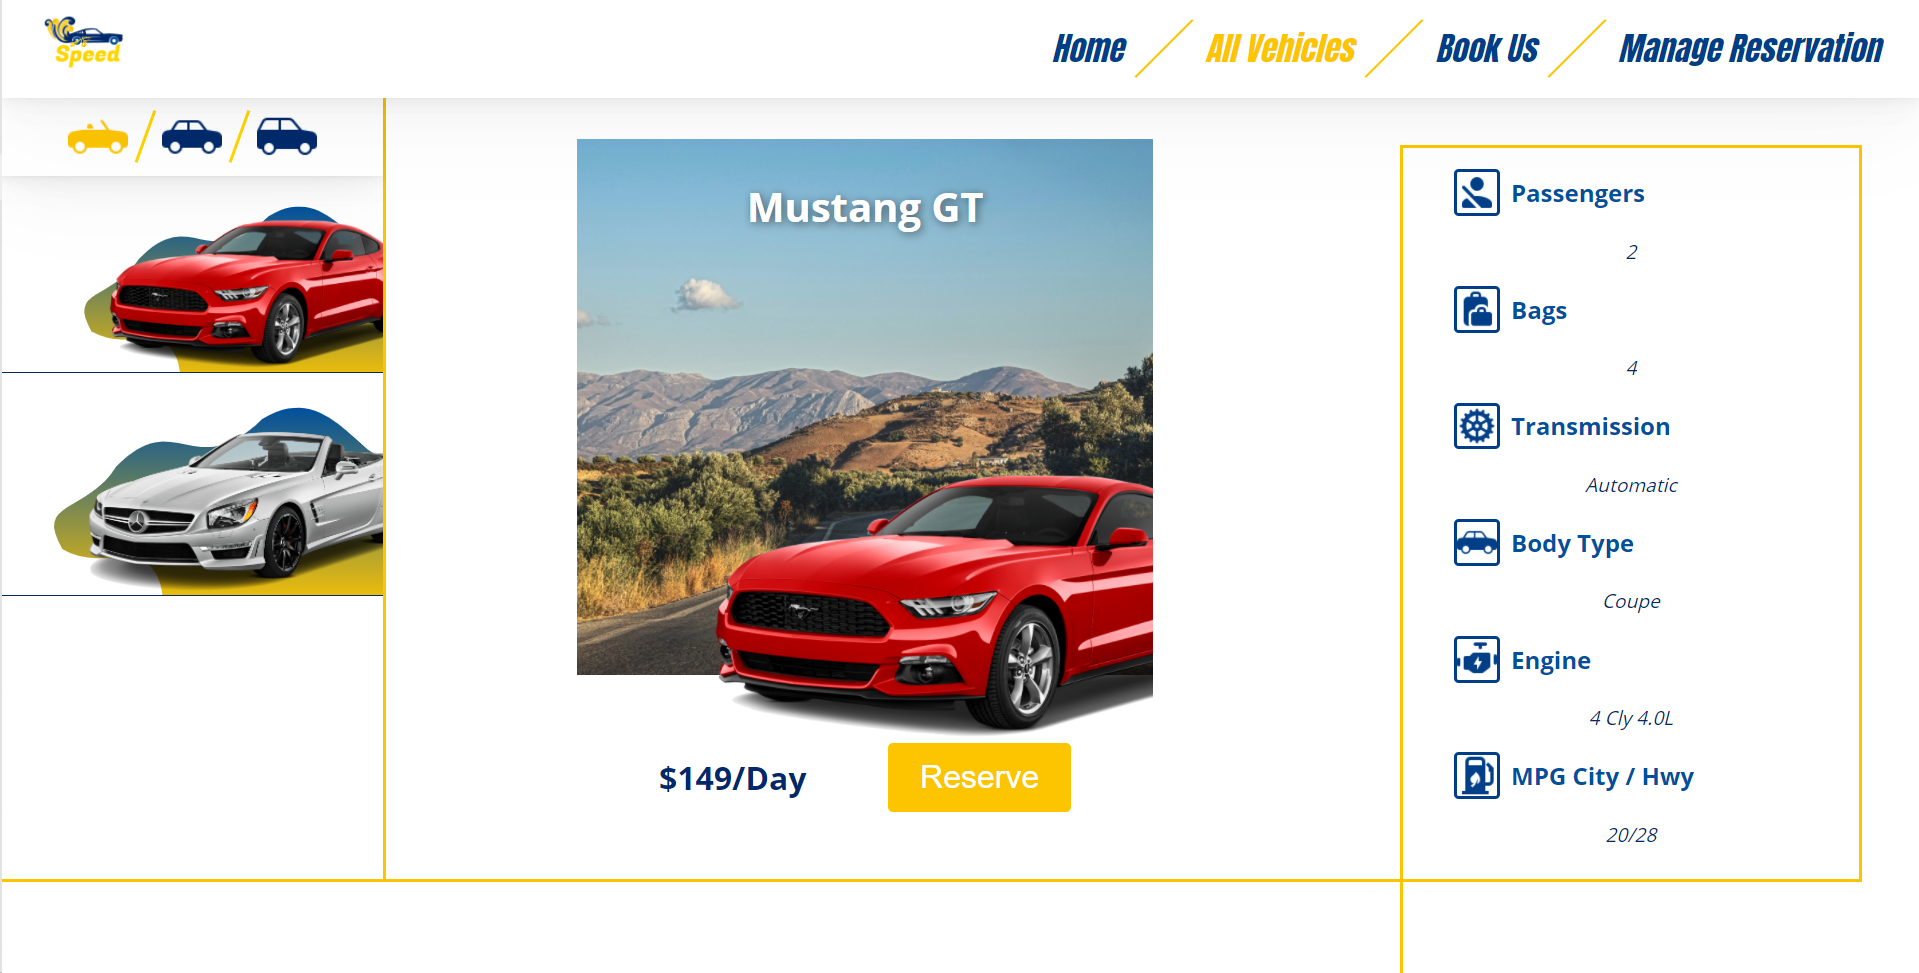 Speed
Home
All Vehicles
Book Us
Manage Reservation
Mustang GT
$149/Day
Reserve
Passengers
2
Bags
4
Transmission
Automatic
Body Type
Coupe
Engine
4 Cly 4.0L
MPG City / Hwy
20/28